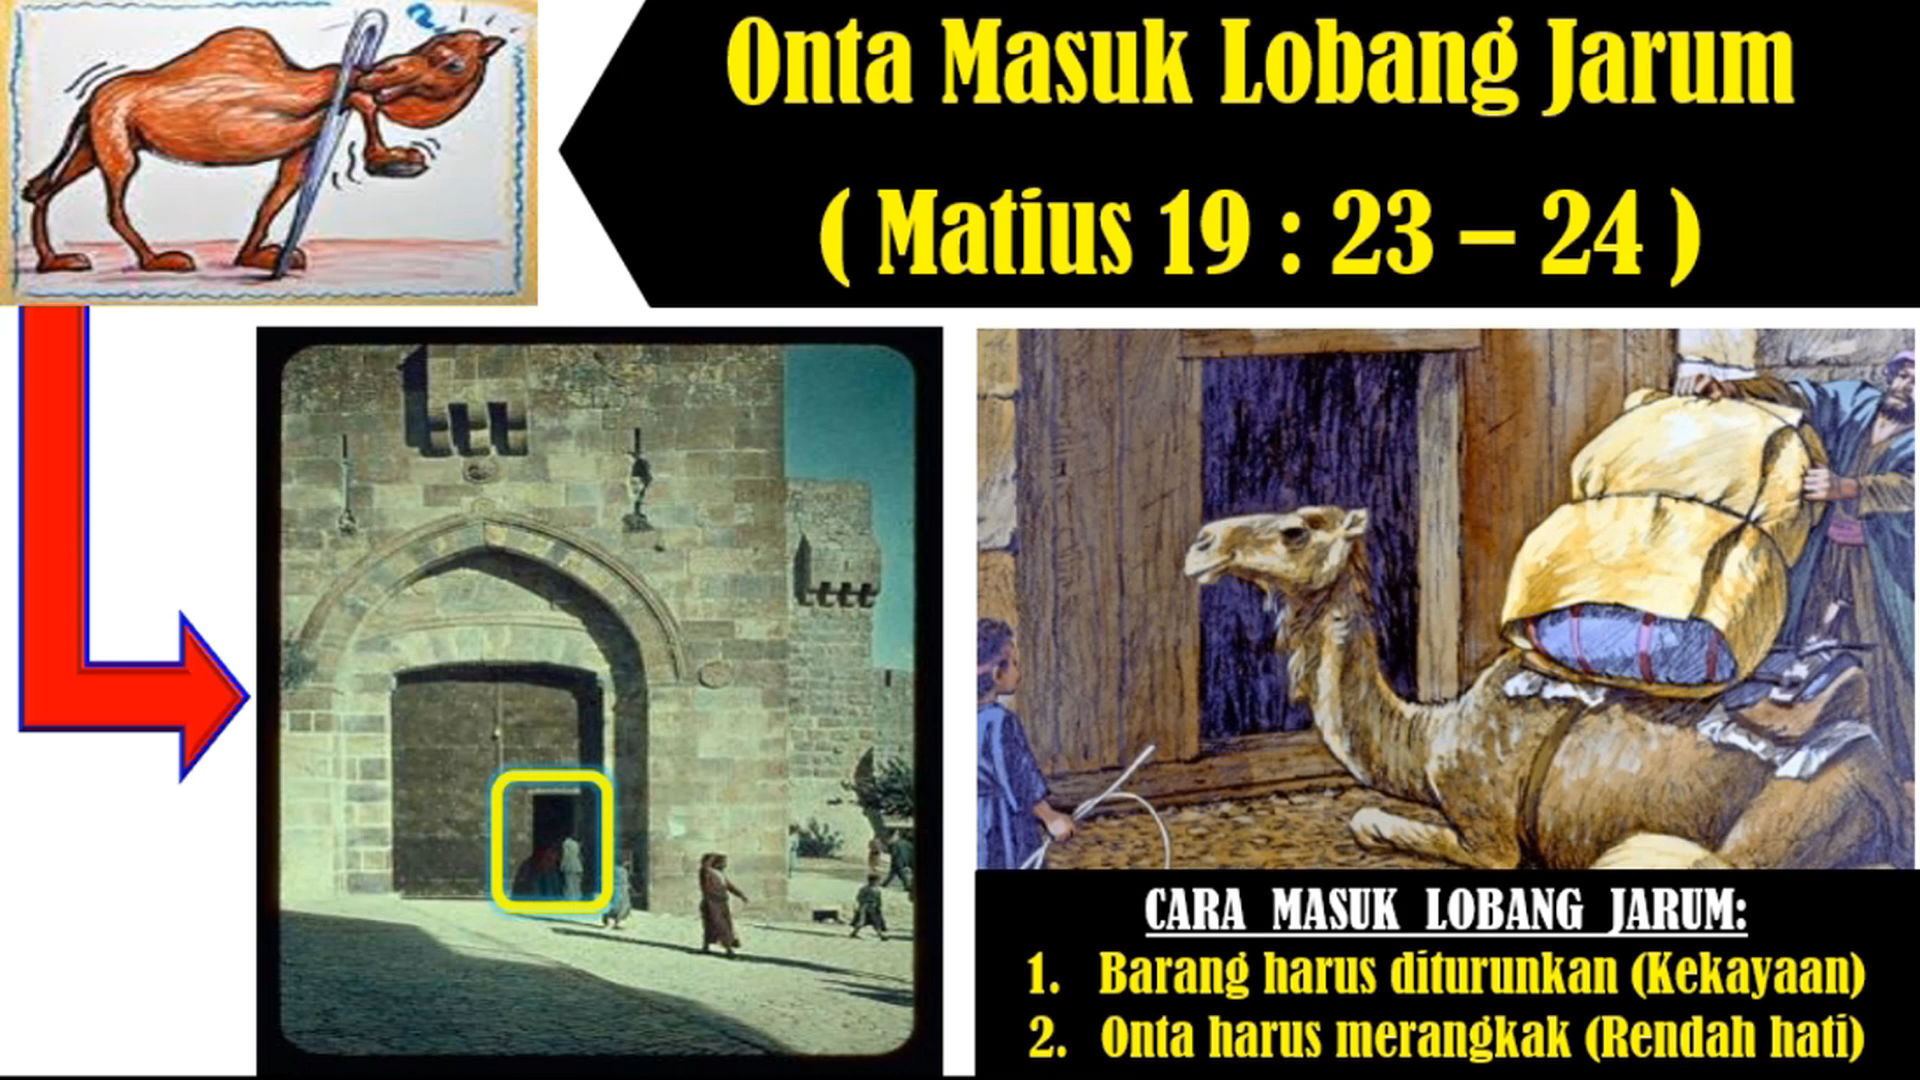 Onta Masuk Lobang Jarum
( Matius 19 : 23 – 24 )
CARA MASUK LOBANG JARUM:
1. Barang harus diturunkan (Kekayaan)
2. Onta harus merangkak (Rendah hati)